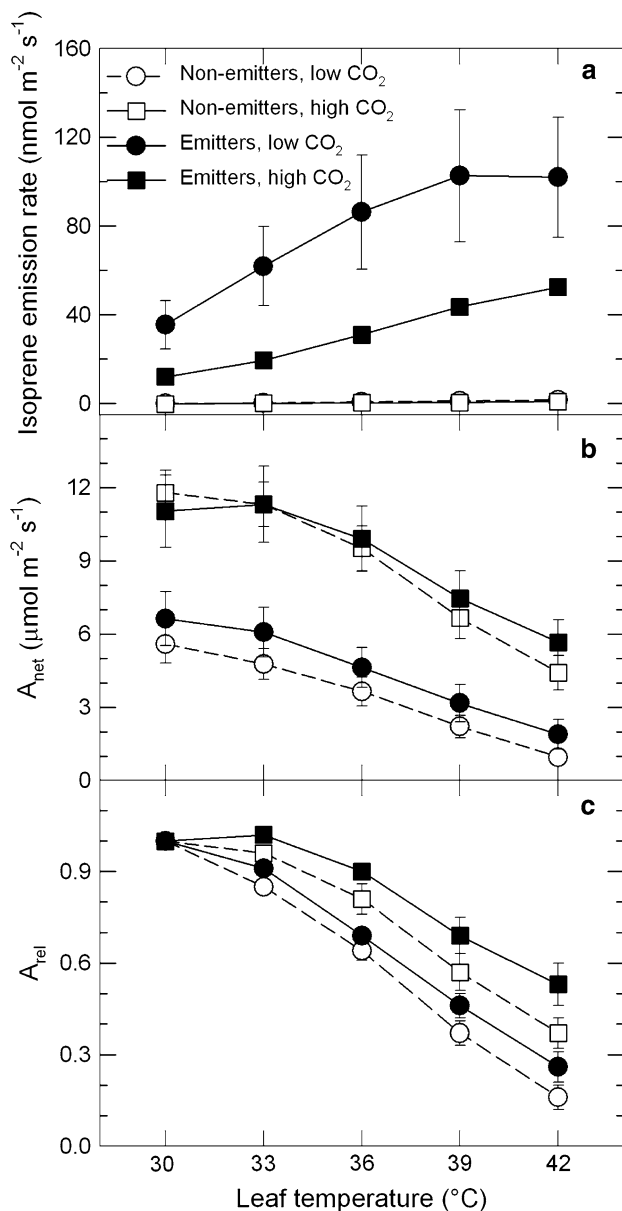 Isoprene emission rate (nmol m⁻² s⁻¹)
160
120
80
40
0
a
Non-emitters, low CO₂
Non-emitters, high CO₂
Emitters, low CO₂
Emitters, high CO₂
A_net (μmol m⁻² s⁻¹)
12
9
6
3
0
b
A_rel
0.9
0.6
0.3
0.0
c
30 33 36 39 42
Leaf temperature (°C)